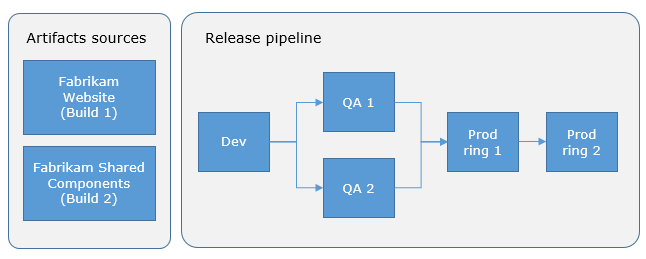 Artifacts sources
Fabrikam
Website
(Build 1)
Fabrikam Shared
Components
(Build 2)
Release pipeline
Dev
QA 1
QA 2
Prod
ring 1
Prod
ring 2